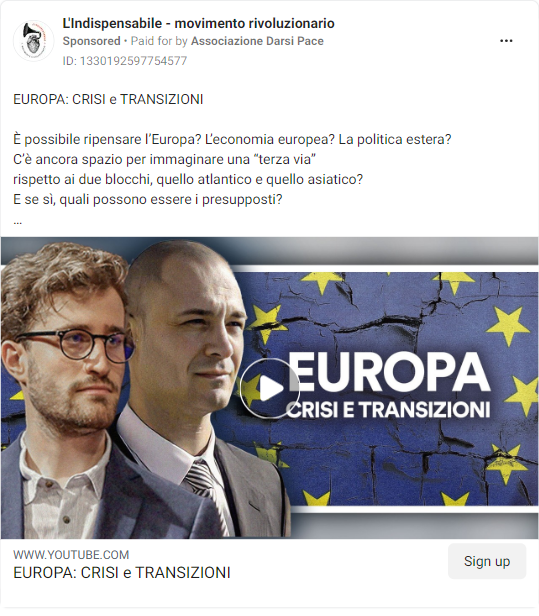 L'Indispensabile - movimento rivoluzionario
Sponsored • Paid for by Associazione Darsi Pace
ID: 1330192597754577
EUROPA: CRISI e TRANSIZIONI
È possibile ripensare l’Europa? L’economia europea? La politica estera?
C’è ancora spazio per immaginare una “terza via”
rispetto ai due blocchi, quello atlantico e quello asiatico?
E se sì, quali possono essere i presupposti?
...
EUROPA
CRISI E TRANSIZIONI
WWW.YOUTUBE.COM
EUROPA: CRISI e TRANSIZIONI
Sign up